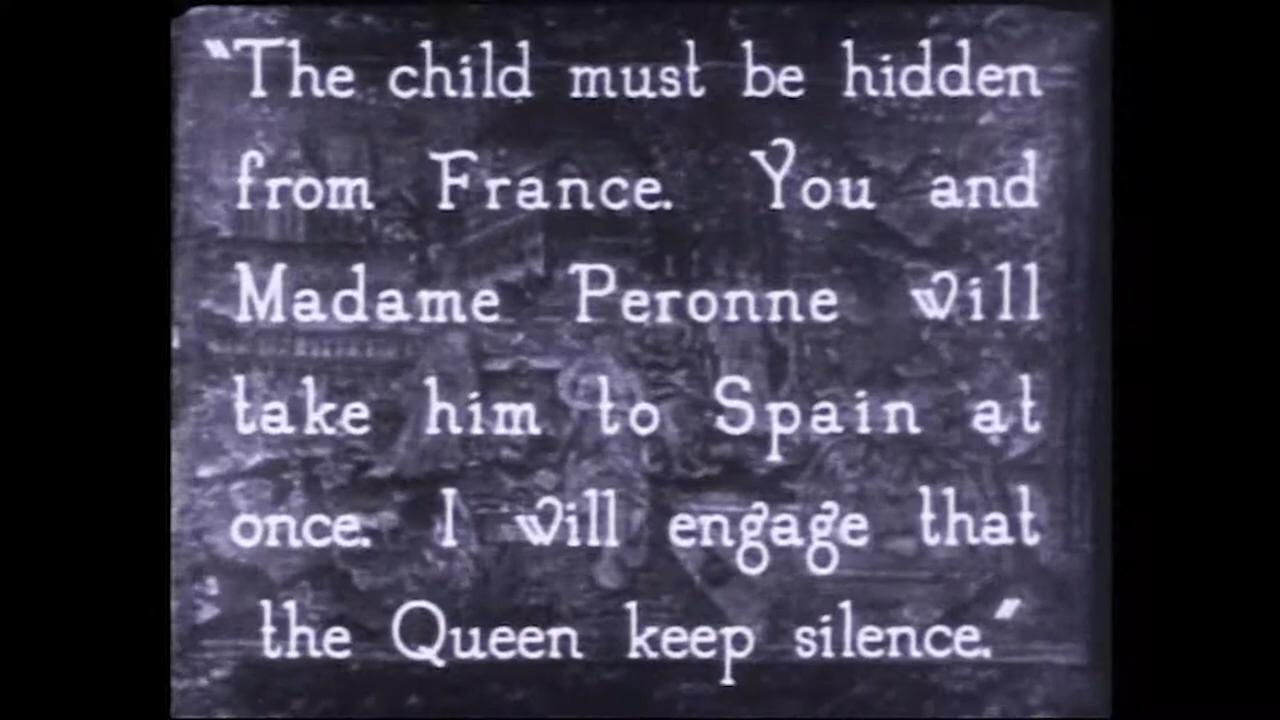 “The child must be hidden
from France. You and
Madame Peronne will
take him to Spain at
once. I will engage that
the Queen keep silence.”